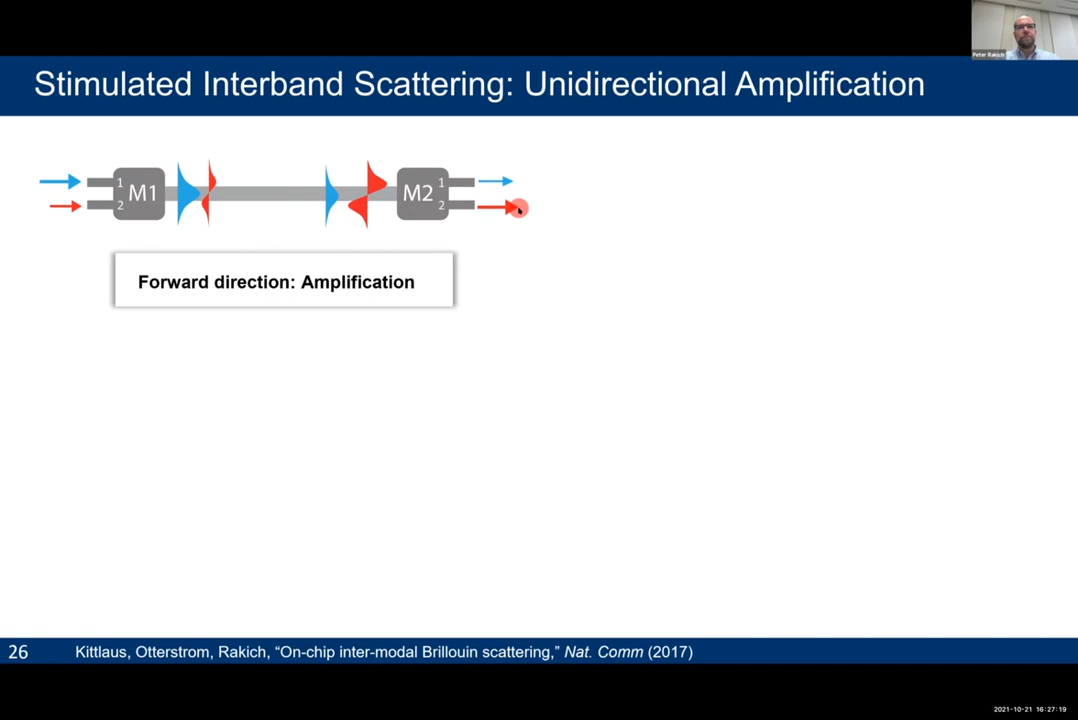 Peter Rakich
Stimulated Interband Scattering: Unidirectional Amplification
1 M1 2
M2 1 2
Forward direction: Amplification
26 Kittlaus, Otterstrom, Rakich, “On-chip inter-modal Brillouin scattering,” Nat. Comm (2017)
2021-10-21 16:27:19